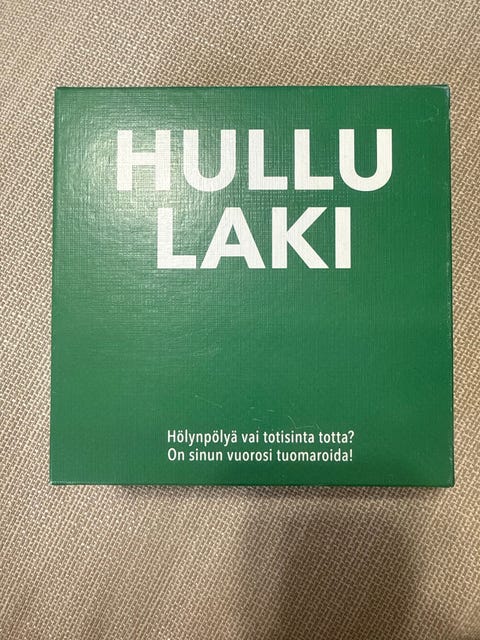 HULLU
LAKI
Hölynpölyä vai totisinta totta?
On sinun vuorosi tuomaroida!